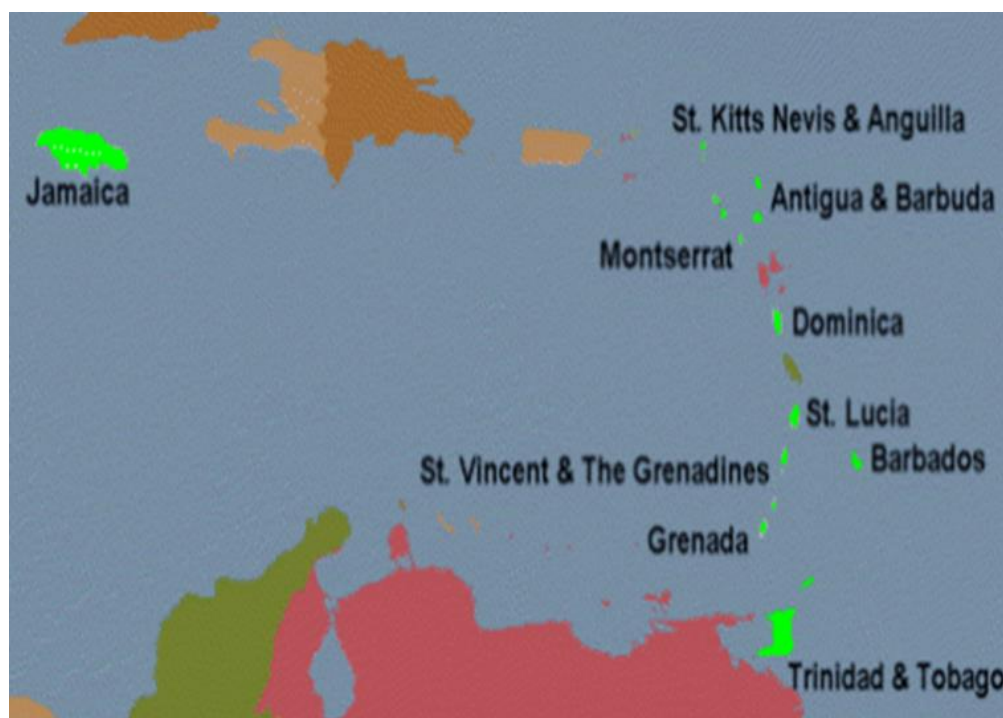 St. Kitts Nevis & Anguilla
Jamaica
Antigua & Barbuda
Montserrat
Dominica
St. Lucia
Barbados
St. Vincent & The Grenadines
Grenada
Trinidad & Tobago